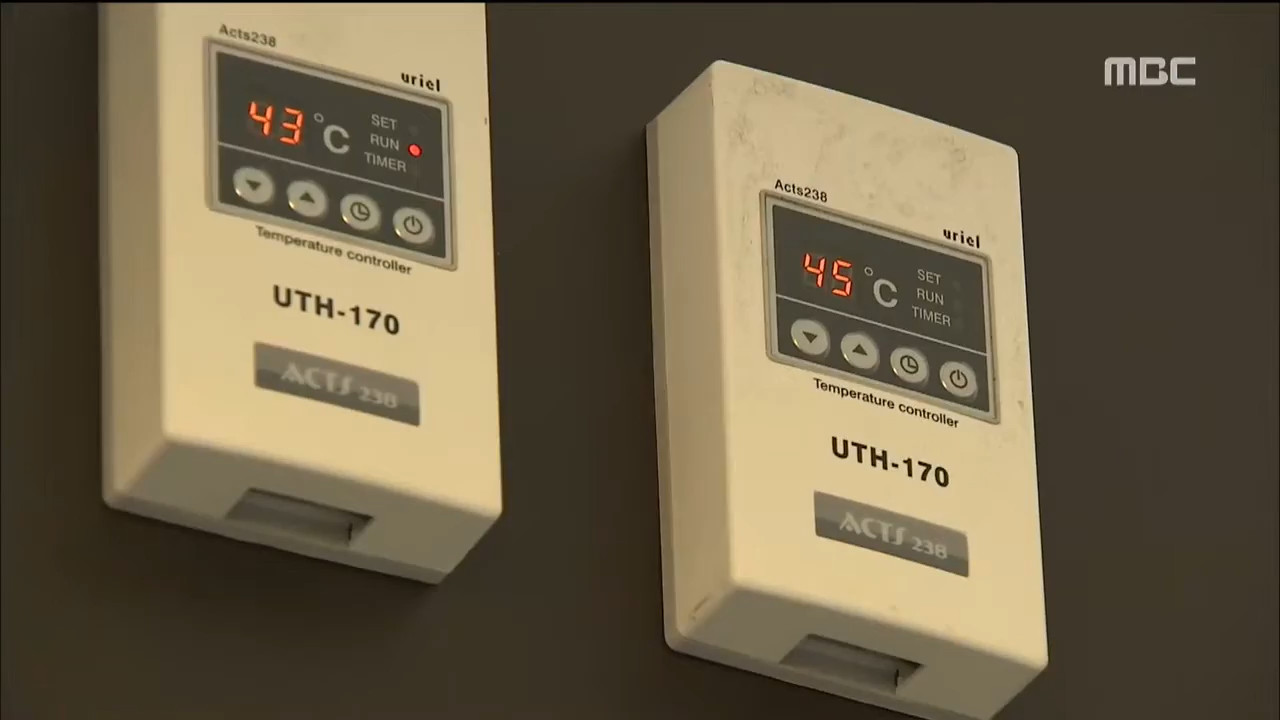 MBC
Acts238
uriel
43 °C
SET
RUN
TIMER
Temperature controller
UTH-170
ACTS 238
Acts238
uriel
45 °C
SET
RUN
TIMER
Temperature controller
UTH-170
ACTS 238